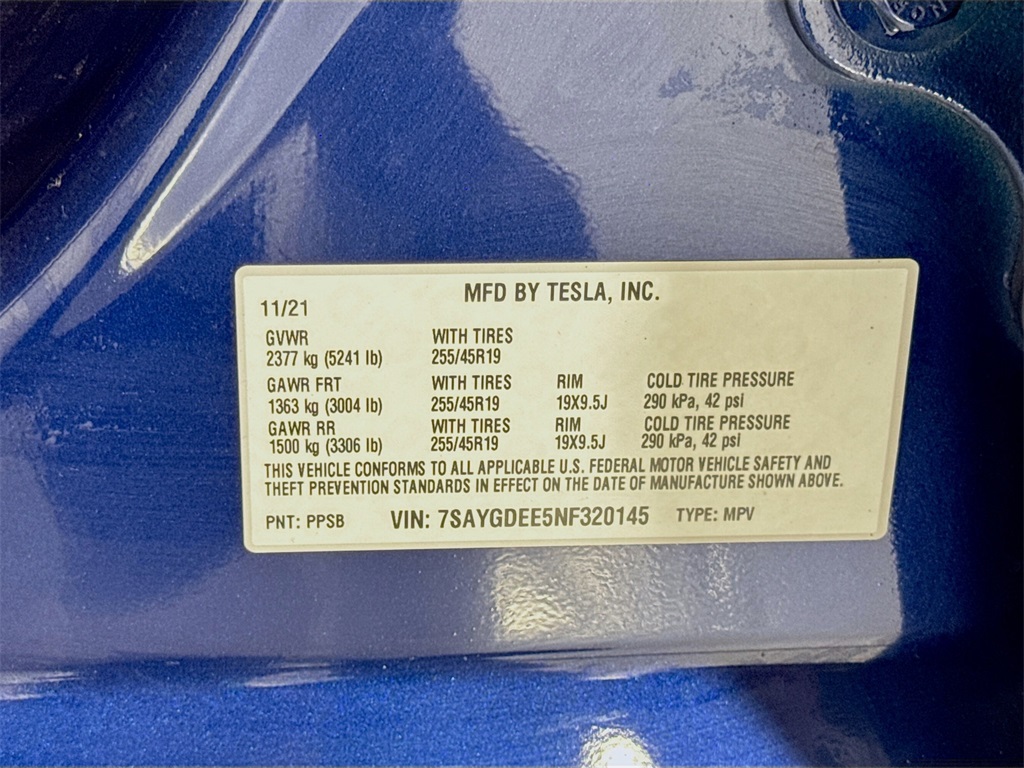 MFD BY TESLA, INC.
11/21
GVWR WITH TIRES
2377 kg (5241 lb) 255/45R19
GAWR FRT WITH TIRES RIM COLD TIRE PRESSURE
1363 kg (3004 lb) 255/45R19 19X9.5J 290 kPa, 42 psi
GAWR RR WITH TIRES RIM COLD TIRE PRESSURE
1500 kg (3306 lb) 255/45R19 19X9.5J 290 kPa, 42 psi
THIS VEHICLE CONFORMS TO ALL APPLICABLE U.S. FEDERAL MOTOR VEHICLE SAFETY AND
THEFT PREVENTION STANDARDS IN EFFECT ON THE DATE OF MANUFACTURE SHOWN ABOVE.
PNT: PPSB VIN: 7SAYGDEE5NF320145 TYPE: MPV